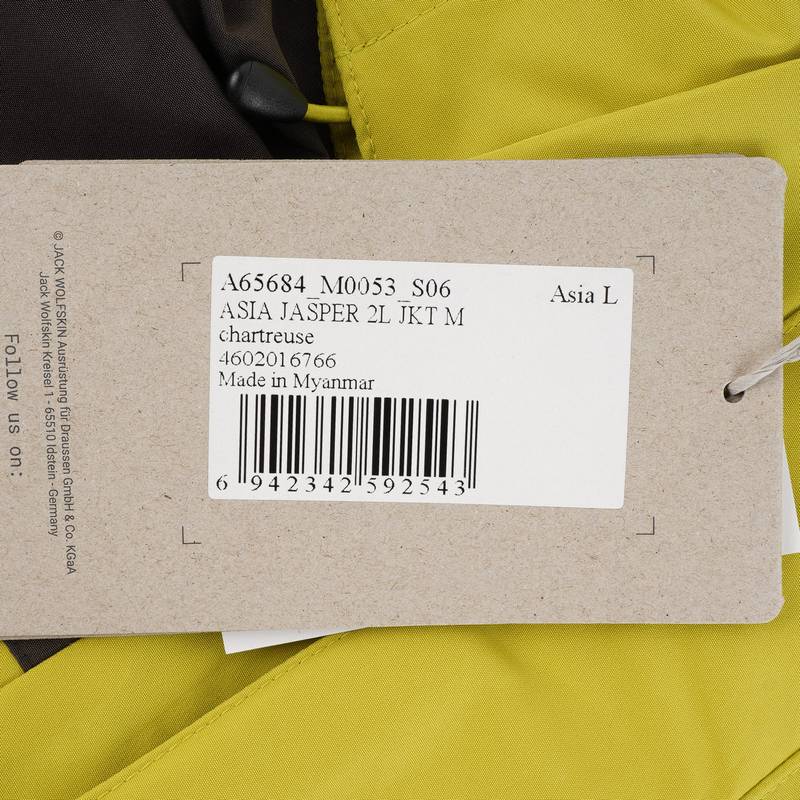 A65684_M0053_S06
Asia L
ASIA JASPER 2L JKT M
chartreuse
4602016766
Made in Myanmar
6 942342 592543
© JACK WOLFSKIN Ausrüstung für Draussen GmbH & Co. KGaA
Jack Wolfskin Kreisel 1 - 65510 Idstein - Germany
Follow us on: